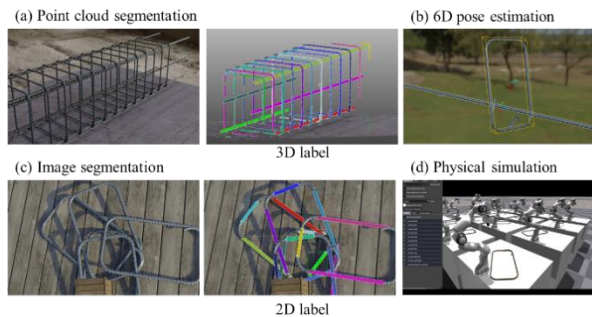 (a) Point cloud segmentation
(b) 6D pose estimation
3D label
(c) Image segmentation
(d) Physical simulation
2D label